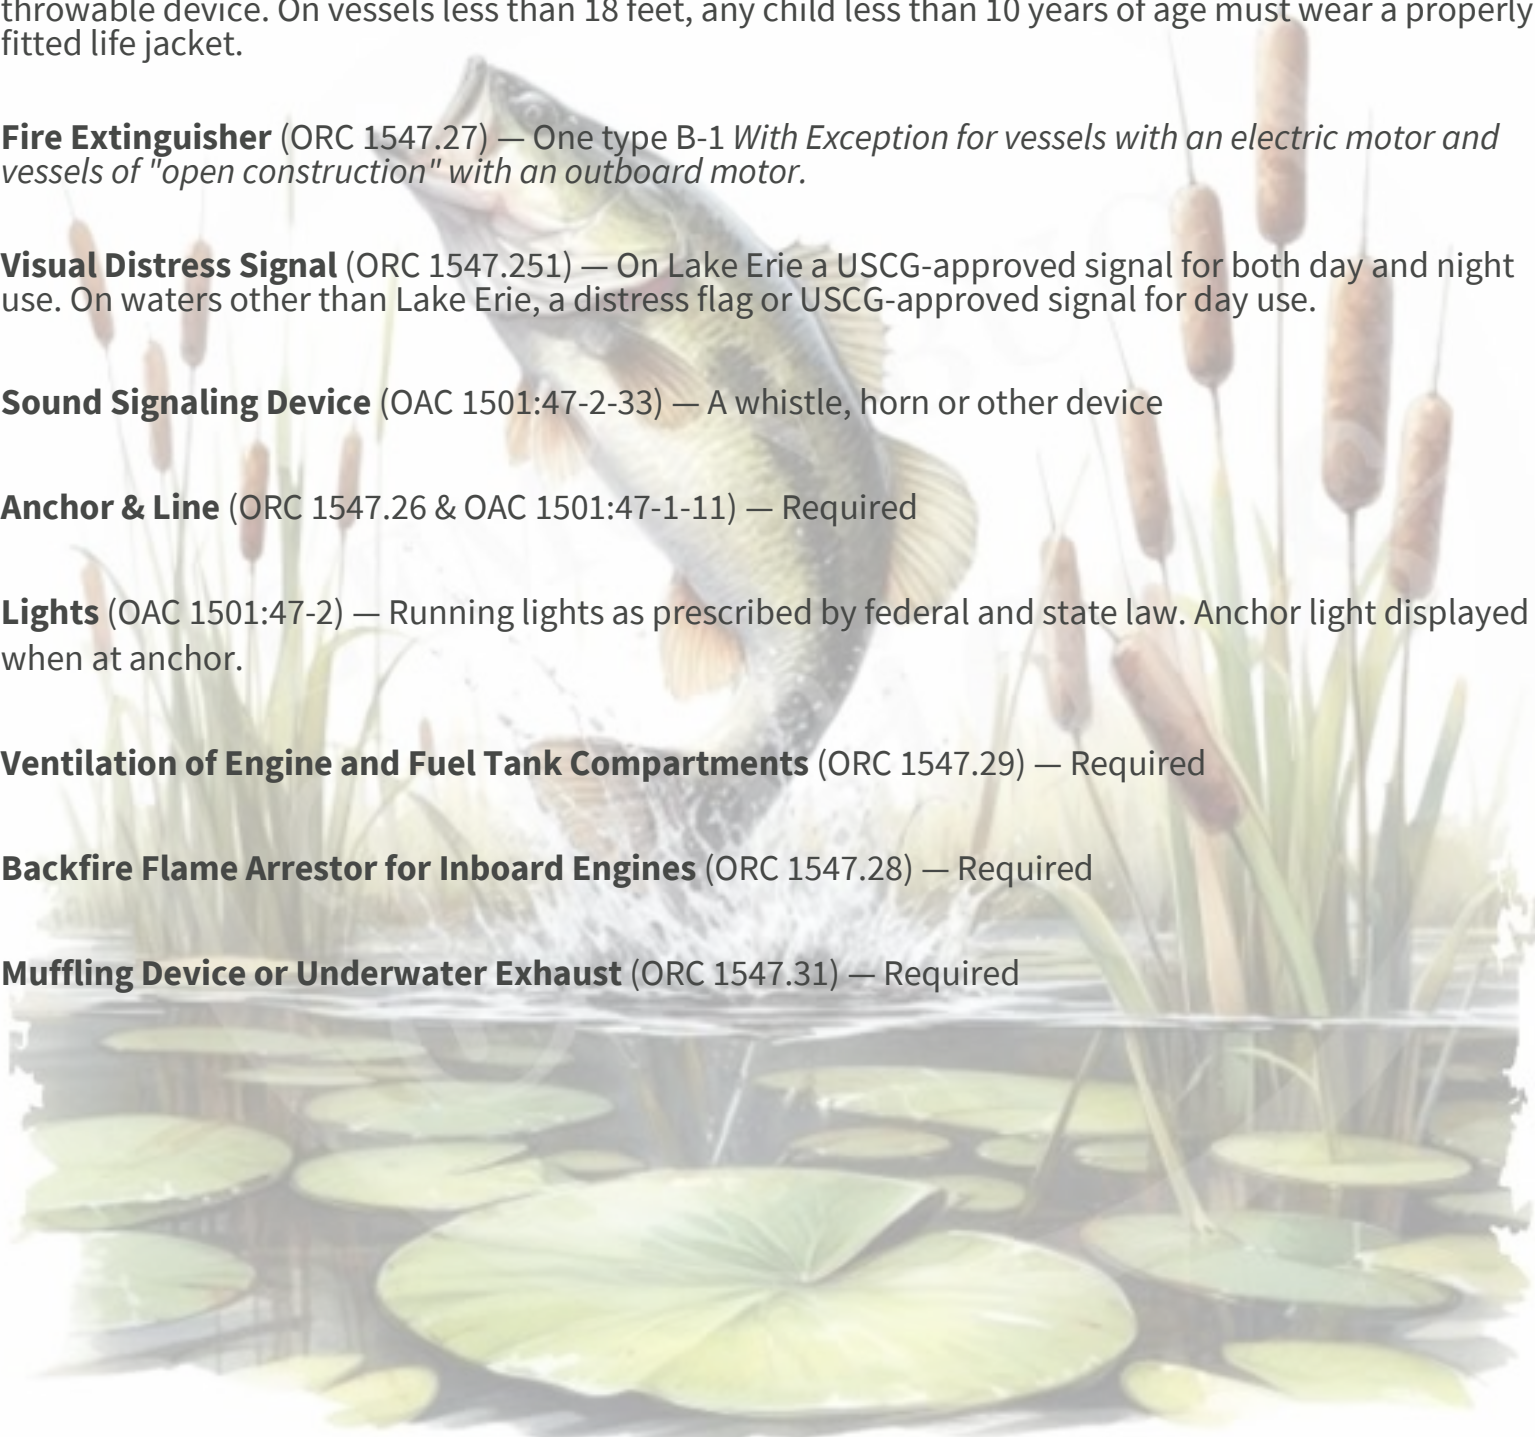 throwable device. On vessels less than 18 feet, any child less than 10 years of age must wear a properly
fitted life jacket.
Fire Extinguisher (ORC 1547.27) — One type B-1 With Exception for vessels with an electric motor and
vessels of "open construction" with an outboard motor.
Visual Distress Signal (ORC 1547.251) — On Lake Erie a USCG-approved signal for both day and night
use. On waters other than Lake Erie, a distress flag or USCG-approved signal for day use.
Sound Signaling Device (OAC 1501:47-2-33) — A whistle, horn or other device
Anchor & Line (ORC 1547.26 & OAC 1501:47-1-11) — Required
Lights (OAC 1501:47-2) — Running lights as prescribed by federal and state law. Anchor light displayed
when at anchor.
Ventilation of Engine and Fuel Tank Compartments (ORC 1547.29) — Required
Backfire Flame Arrestor for Inboard Engines (ORC 1547.28) — Required
Muffling Device or Underwater Exhaust (ORC 1547.31) — Required